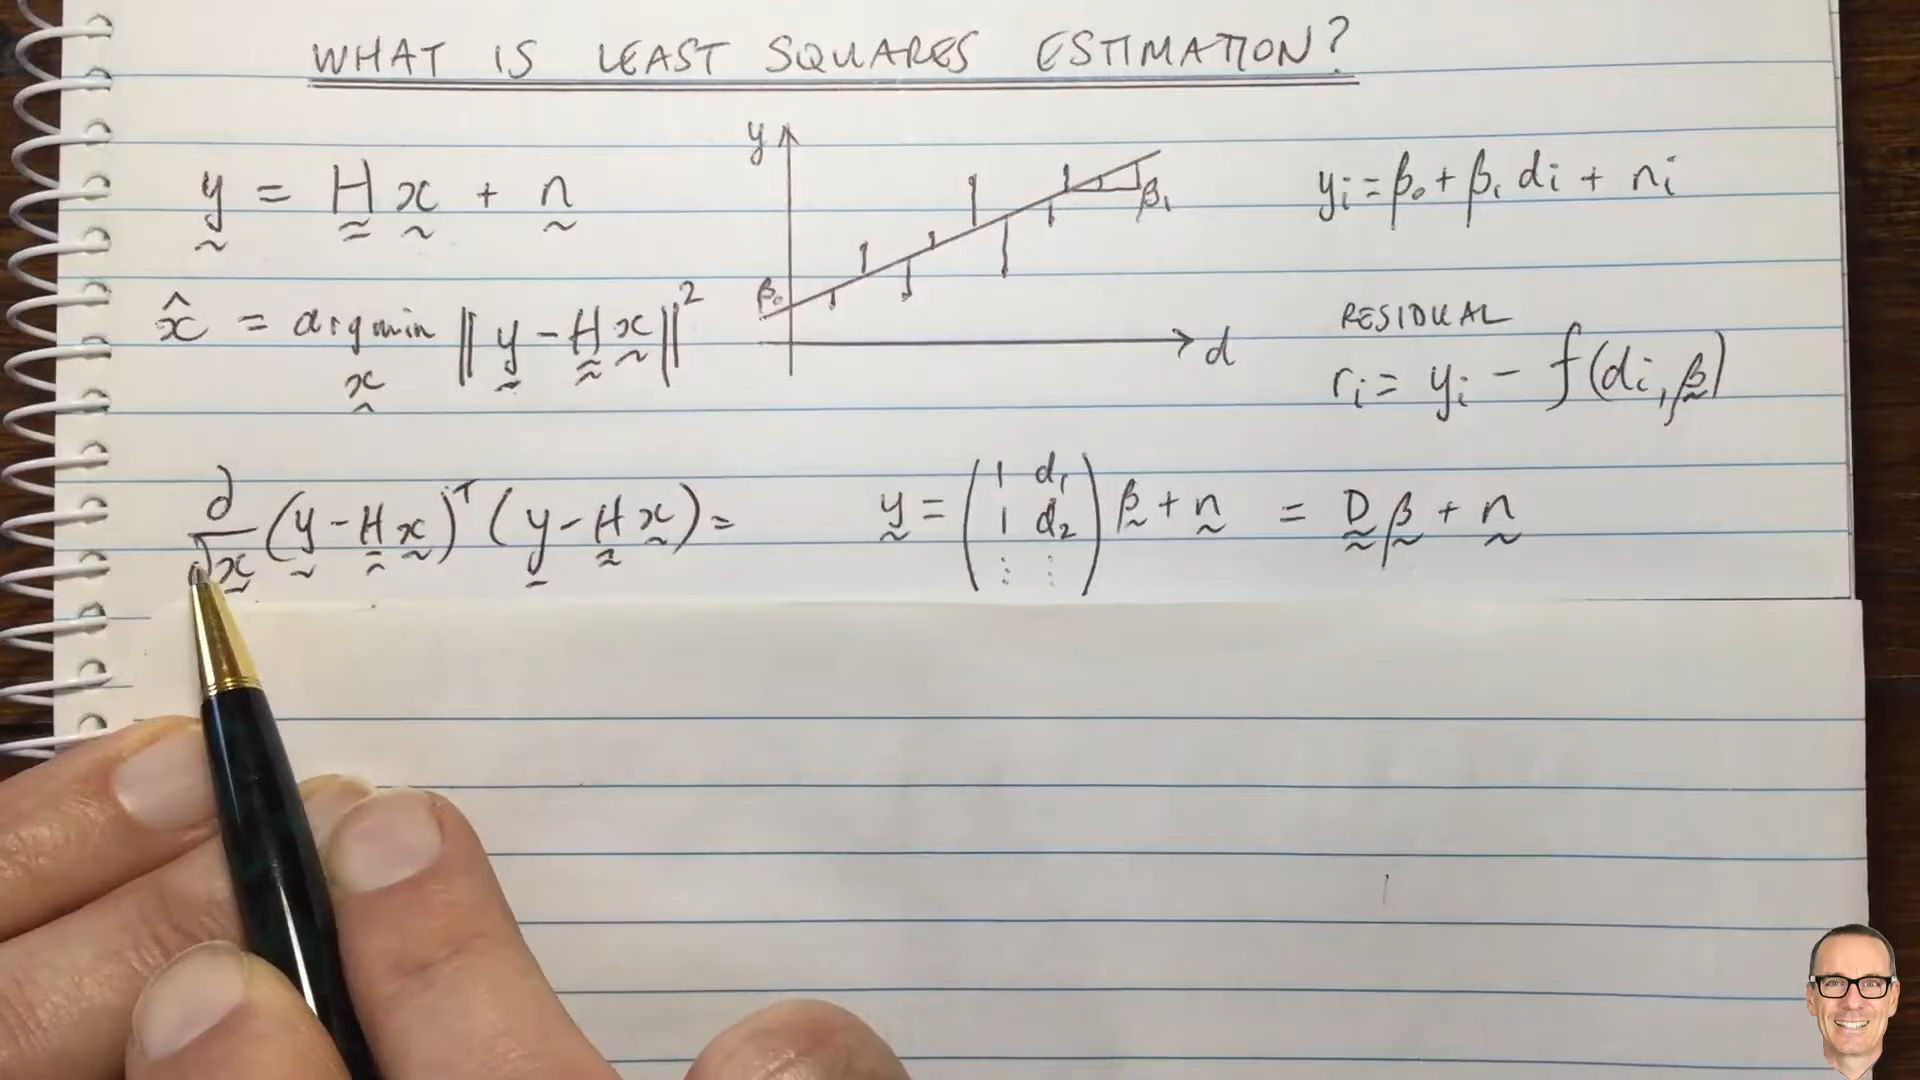 WHAT IS LEAST SQUARES ESTIMATION?
y = H x + n
y
β₀
β₁
d
yᵢ = β₀ + β₁ dᵢ + nᵢ
x̂ = argmin ‖y − H x‖²
x
RESIDUAL
rᵢ = yᵢ − f(dᵢ, β)
∂/∂x (y − H x)ᵀ (y − H x) =
y = ( 1 d₁
1 d₂
⋮ ⋮ ) β + n = D β + n